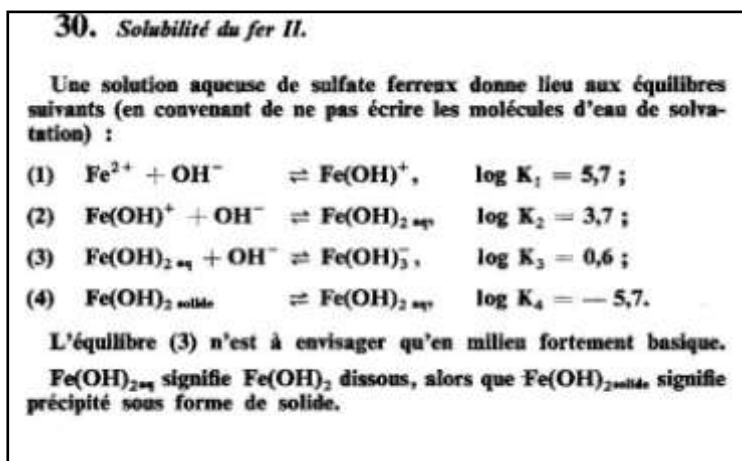 30. Solubilité du fer II.
Une solution aqueuse de sulfate ferreux donne lieu aux équilibres
suivants (en convenant de ne pas écrire les molécules d'eau de solva-
tation) :
(1) Fe²⁺ + OH⁻ ⇌ Fe(OH)⁺, log K₁ = 5,7 ;
(2) Fe(OH)⁺ + OH⁻ ⇌ Fe(OH)₂ aq, log K₂ = 3,7 ;
(3) Fe(OH)₂ aq + OH⁻ ⇌ Fe(OH)₃⁻, log K₃ = 0,6 ;
(4) Fe(OH)₂ solide ⇌ Fe(OH)₂ aq, log K₄ = — 5,7.
L'équilibre (3) n'est à envisager qu'en milieu fortement basique.
Fe(OH)₂aq signifie Fe(OH)₂ dissous, alors que Fe(OH)₂solide signifie
précipité sous forme de solide.